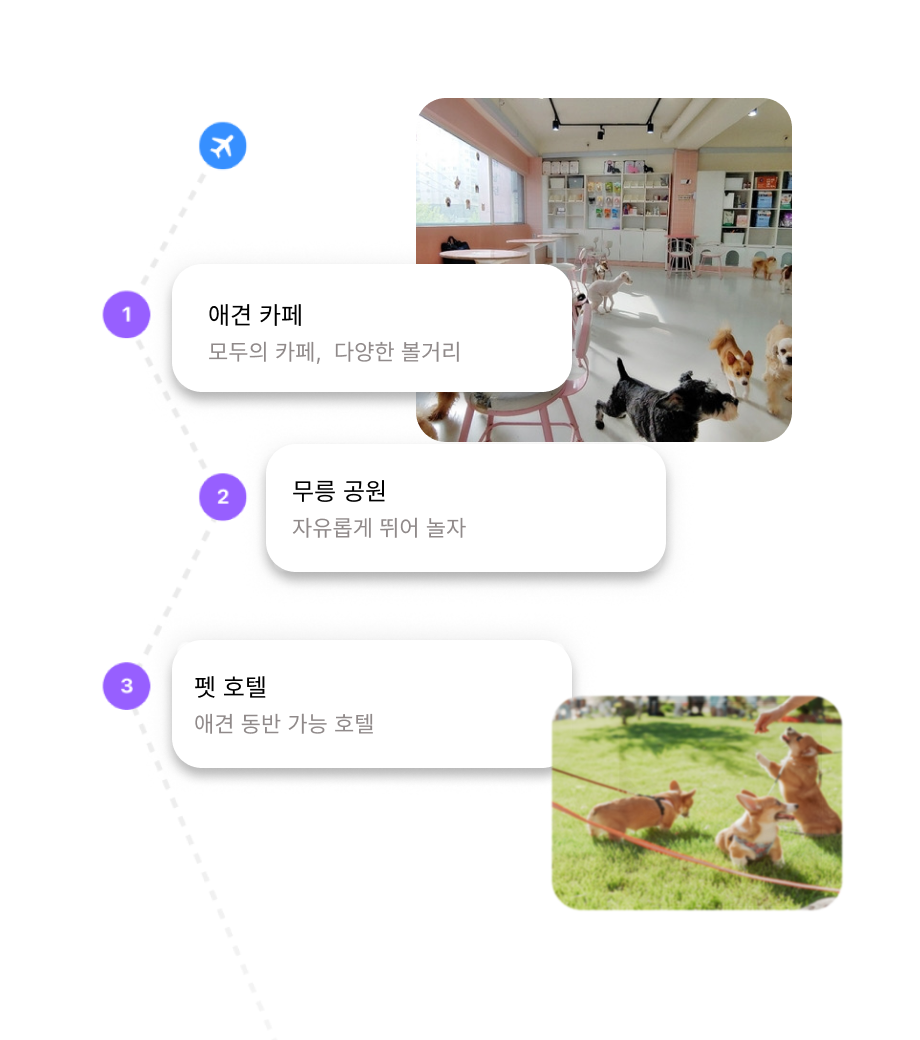 1
애견 카페
모두의 카페, 다양한 볼거리
2
무릉 공원
자유롭게 뛰어 놀자
3
펫 호텔
애견 동반 가능 호텔